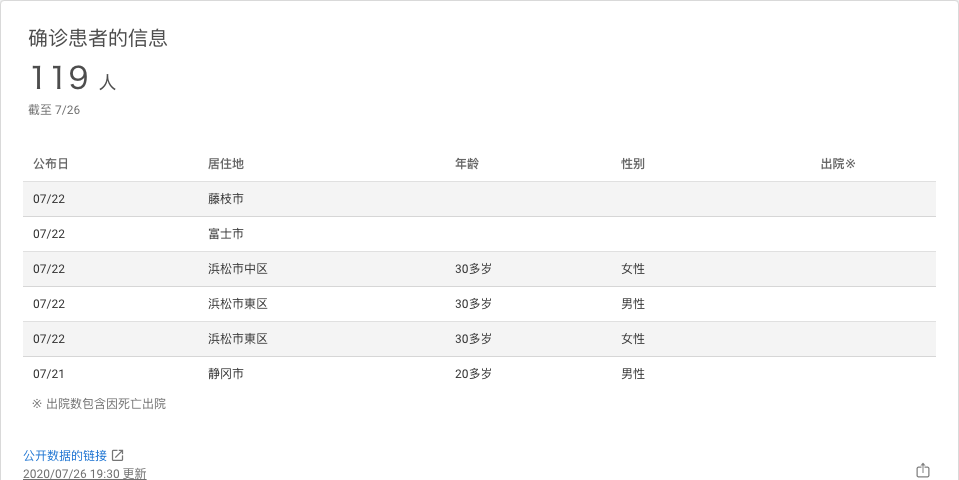 确诊患者的信息
119 人
截至 7/26
公布日 居住地 年龄 性别 出院※
07/22 藤枝市
07/22 富士市
07/22 浜松市中区 30多岁 女性
07/22 浜松市東区 30多岁 男性
07/22 浜松市東区 30多岁 女性
07/21 静冈市 20多岁 男性
※ 出院数包含因死亡出院
公开数据的链接
2020/07/26 19:30 更新